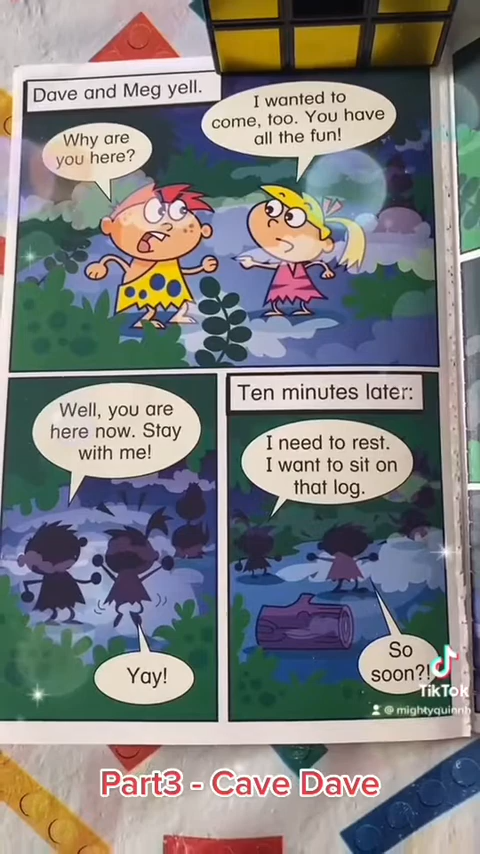 Dave and Meg yell.
Why are
you here?
I wanted to
come, too. You have
all the fun!
Well, you are
here now. Stay
with me!
Yay!
Ten minutes later:
I need to rest.
I want to sit on
that log.
So
soon?!
TikTok
@mightyquinnh
Part3 - Cave Dave